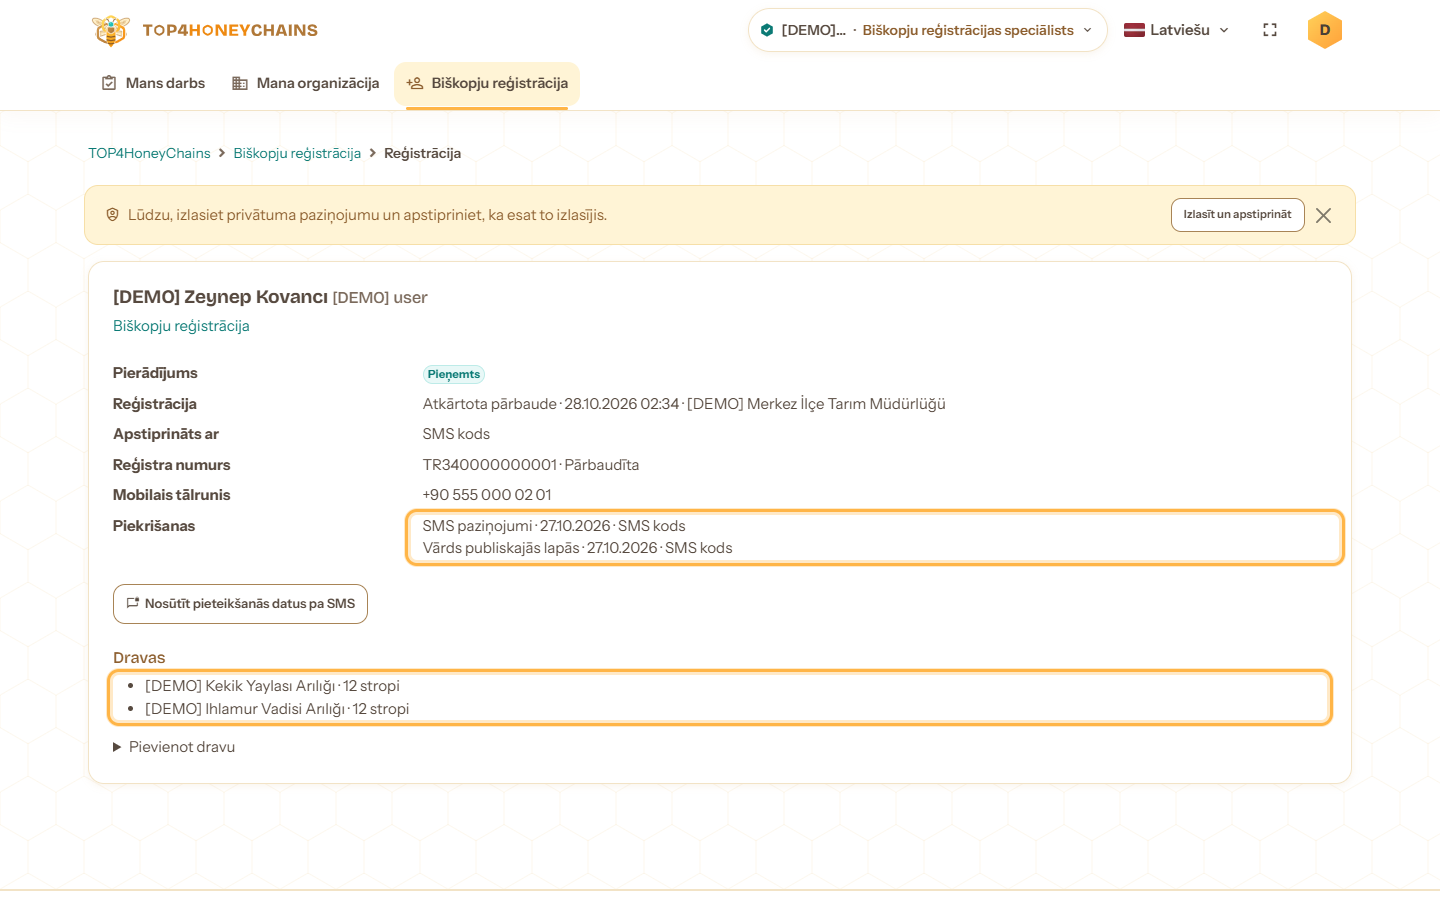 TOP4HONEYCHAINS
[DEMO]... · Biškopju reģistrācijas speciālists
Latviešu
D
Mans darbs
Mana organizācija
Biškopju reģistrācija
TOP4HoneyChains > Biškopju reģistrācija > Reģistrācija
Lūdzu, izlasiet privātuma paziņojumu un apstipriniet, ka esat to izlasījis.
Izlasīt un apstiprināt
[DEMO] Zeynep Kovancı [DEMO] user
Biškopju reģistrācija
Pierādījums
Pieņemts
Reģistrācija
Atkārtota pārbaude · 28.10.2026 02:34 · [DEMO] Merkez İlçe Tarım Müdürlüğü
Apstiprināts ar
SMS kods
Reģistra numurs
TR340000000001 · Pārbaudīta
Mobilais tālrunis
+90 555 000 02 01
Piekrišanas
SMS paziņojumi · 27.10.2026 · SMS kods
Vārds publiskajās lapās · 27.10.2026 · SMS kods
Nosūtīt pieteikšanās datus pa SMS
Dravas
• [DEMO] Kekik Yaylası Arılığı · 12 stropi
• [DEMO] Ihlamur Vadisi Arılığı · 12 stropi
Pievienot dravu